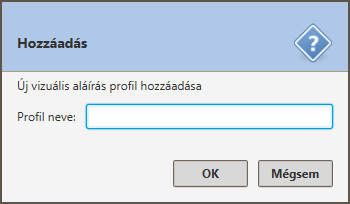 Hozzáadás
Új vizuális aláírás profil hozzáadása
Profil neve:
OK Mégsem